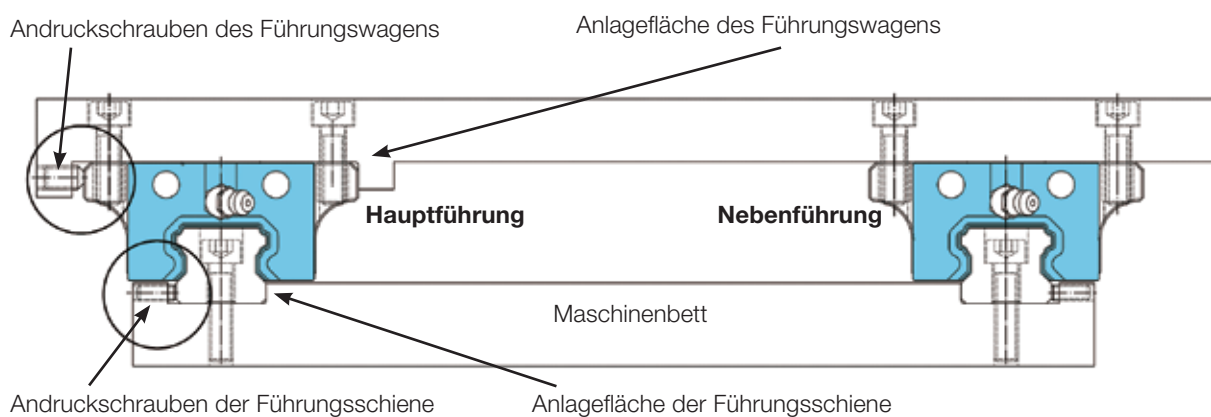 Andruckschrauben des Führungswagens
Anlagefläche des Führungswagens
Hauptführung
Nebenführung
Maschinenbett
Andruckschrauben der Führungsschiene
Anlagefläche der Führungsschiene